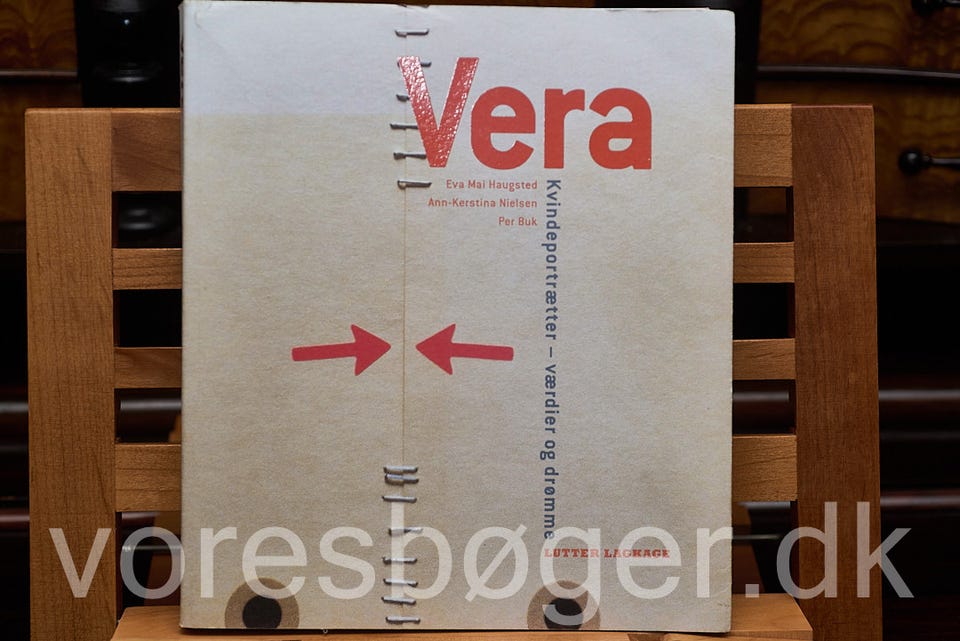 Vera
Eva Mai Haugsted
Ann-Kerstina Nielsen
Per Buk
Kvindeportrætter – værdier og drømme
LUTTER LAGKAGE
voresbøger.dk